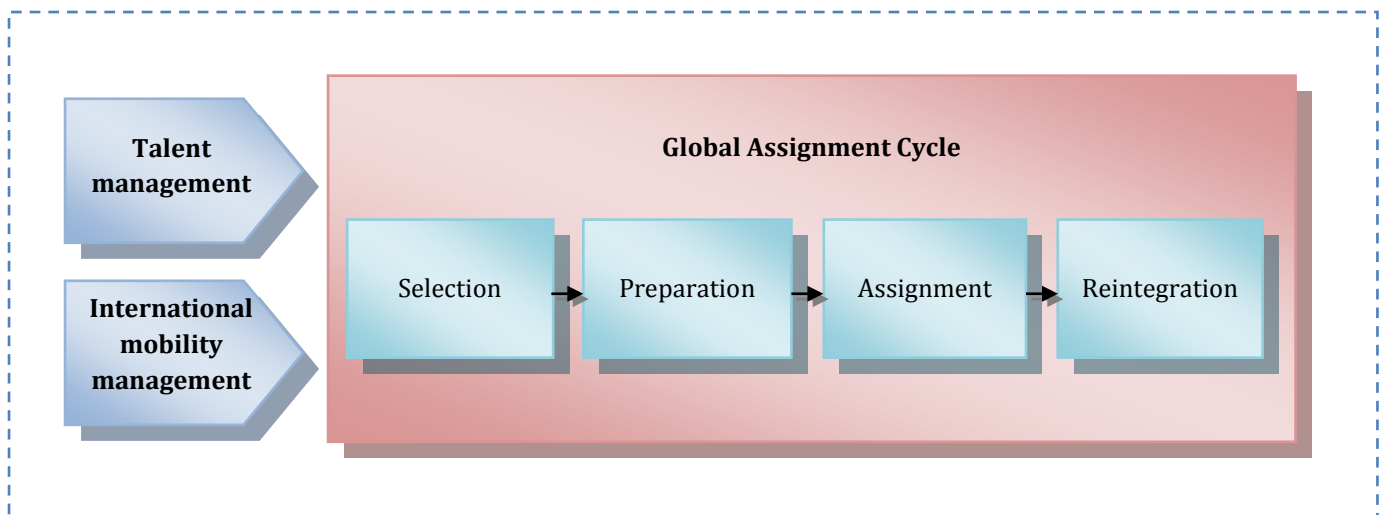 Talent
management
International
mobility
management
Global Assignment Cycle
Selection
Preparation
Assignment
Reintegration